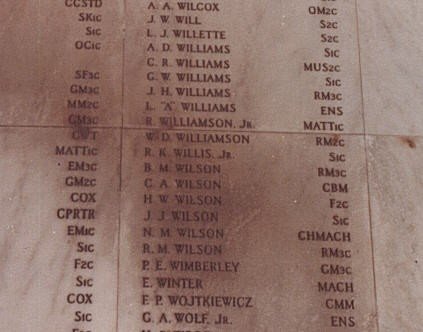 CCSTD
SK1C
S1C
OC1C
SF3C
GM3C
MM2C
GM3C
CWT
MATT1C
EM3C
GM2C
COX
CPRTR
EM1C
S1C
F2C
S1C
COX
S1C
A. A. WILCOX
J. W. WILL
L. J. WILLETTE
A. D. WILLIAMS
C. R. WILLIAMS
G. W. WILLIAMS
J. H. WILLIAMS
L. "A". WILLIAMS
R. WILLIAMSON, JR.
W. D. WILLIAMSON
R. K. WILLIS, JR.
B. M. WILSON
C. A. WILSON
H. W. WILSON
J. J. WILSON
N. M. WILSON
R. M. WILSON
P. E. WIMBERLEY
E. WINTER
E. P. WOJTKIEWICZ
G. A. WOLF, JR.
QM2C
S2C
S2C
S1C
MUS2C
S1C
RM3C
ENS
MATT1C
RM2C
S1C
RM3C
CBM
F2C
S1C
CHMACH
RM3C
GM3C
MACH
CMM
ENS